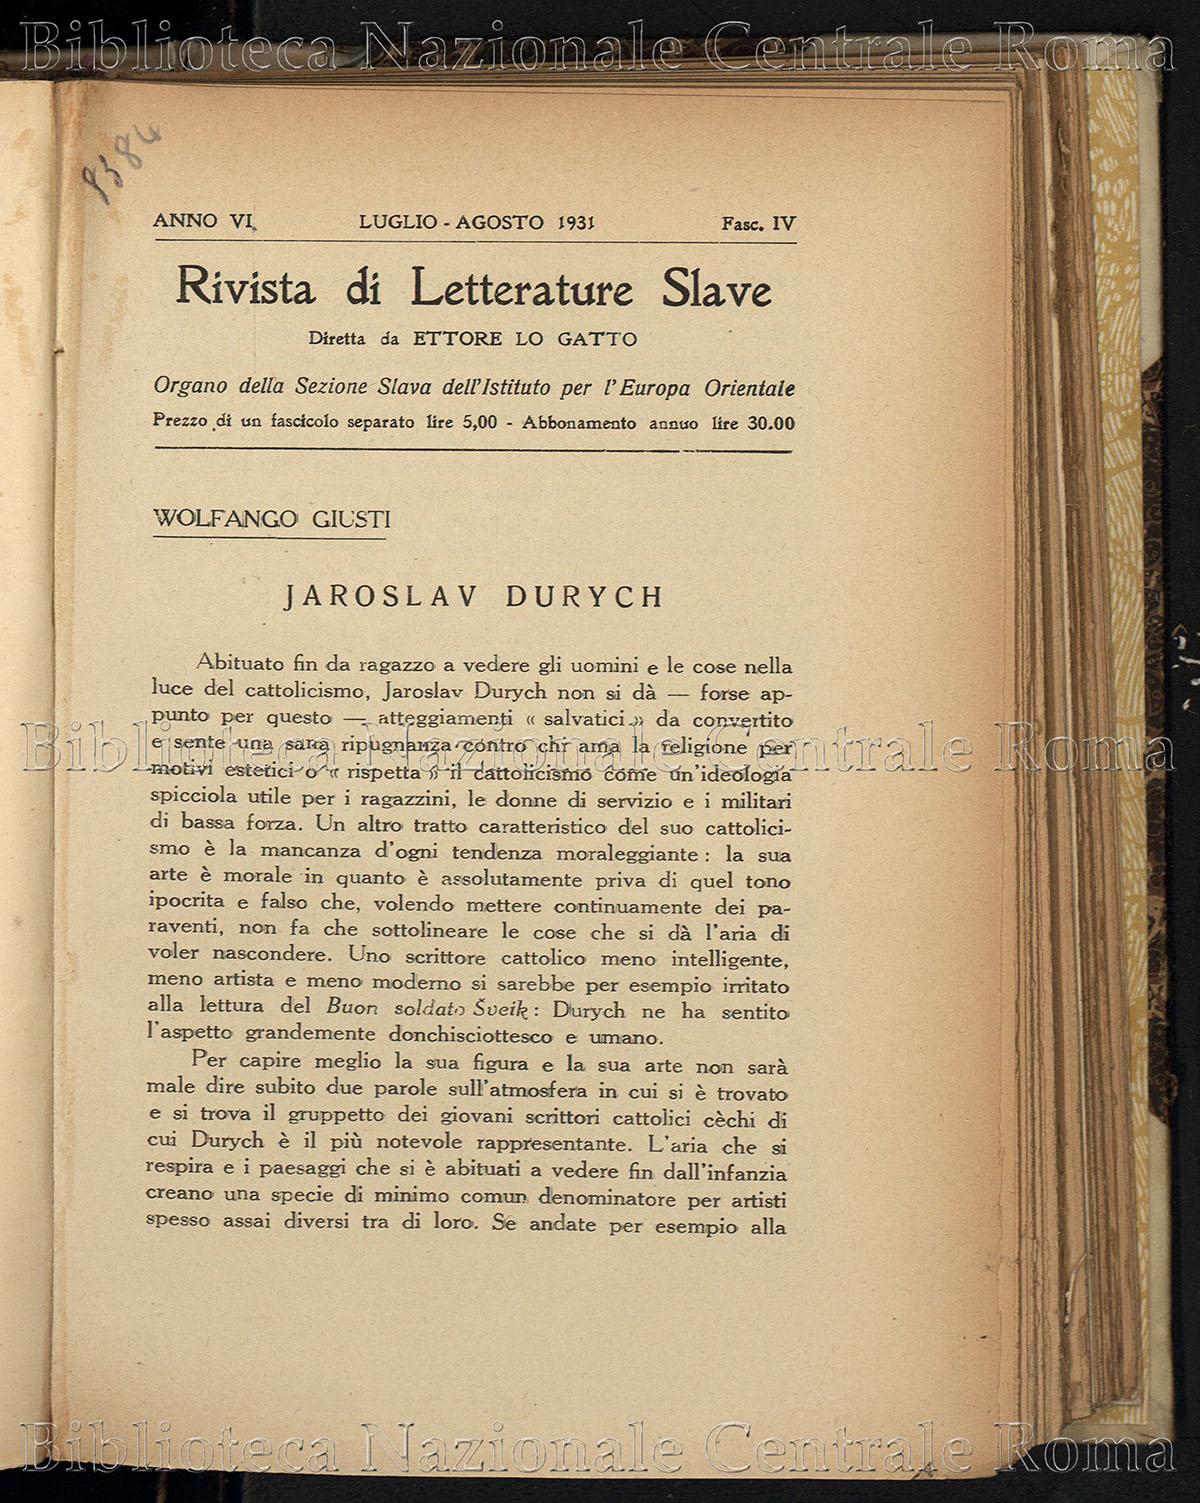 Biblioteca Nazionale Centrale Roma
9384
ANNO VI. LUGLIO - AGOSTO 1931 Fasc. IV
Rivista di Letterature Slave
Diretta da ETTORE LO GATTO
Organo della Sezione Slava dell'Istituto per l'Europa Orientale
Prezzo di un fascicolo separato lire 5,00 - Abbonamento annuo lire 30.00
WOLFANGO GIUSTI
JAROSLAV DURYCH
Abituato fin da ragazzo a vedere gli uomini e le cose nella
luce del cattolicismo, Jaroslav Durych non si dà — forse ap-
punto per questo — atteggiamenti « salvatici » da convertito
e sente una sana ripugnanza contro chi ama la religione per
motivi estetici o « rispetta » il cattolicismo come un'ideologia
spicciola utile per i ragazzini, le donne di servizio e i militari
di bassa forza. Un altro tratto caratteristico del suo cattolici-
smo è la mancanza d'ogni tendenza moraleggiante : la sua
arte è morale in quanto è assolutamente priva di quel tono
ipocrita e falso che, volendo mettere continuamente dei pa-
raventi, non fa che sottolineare le cose che si dà l'aria di
voler nascondere. Uno scrittore cattolico meno intelligente,
meno artista e meno moderno si sarebbe per esempio irritato
alla lettura del Buon soldato Šveik : Durych ne ha sentito
l'aspetto grandemente donchisciottesco e umano.
Per capire meglio la sua figura e la sua arte non sarà
male dire subito due parole sull'atmosfera in cui si è trovato
e si trova il gruppetto dei giovani scrittori cattolici cèchi di
cui Durych è il più notevole rappresentante. L'aria che si
respira e i paesaggi che si è abituati a vedere fin dall'infanzia
creano una specie di minimo comun denominatore per artisti
spesso assai diversi tra di loro. Se andate per esempio alla
Biblioteca Nazionale Centrale Roma
Biblioteca Nazionale Centrale Roma